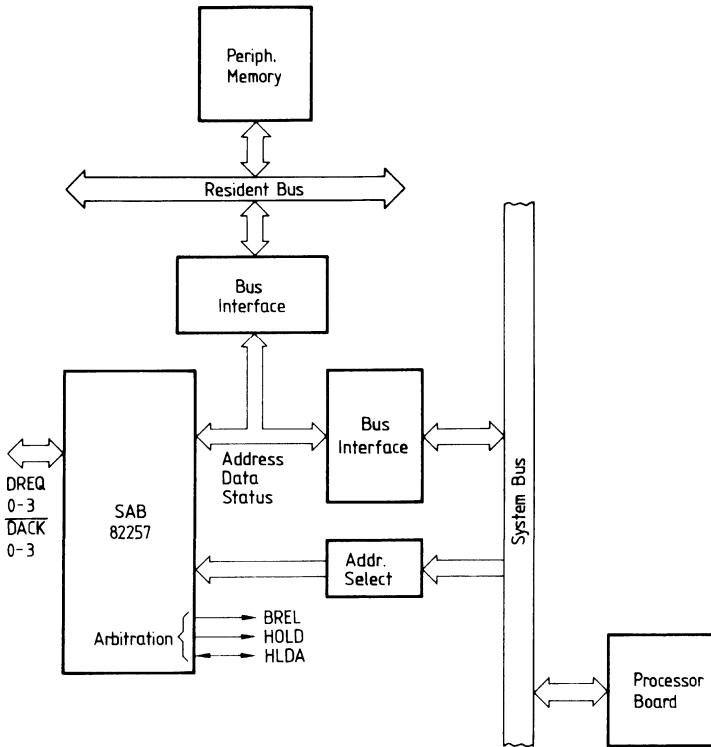 Periph.
Memory
Resident Bus
Bus
Interface
Bus
Interface
Address
Data
Status
DREQ
0-3
DACK
0-3
SAB
82257
System Bus
Addr.
Select
Arbitration
BREL
HOLD
HLDA
Processor
Board